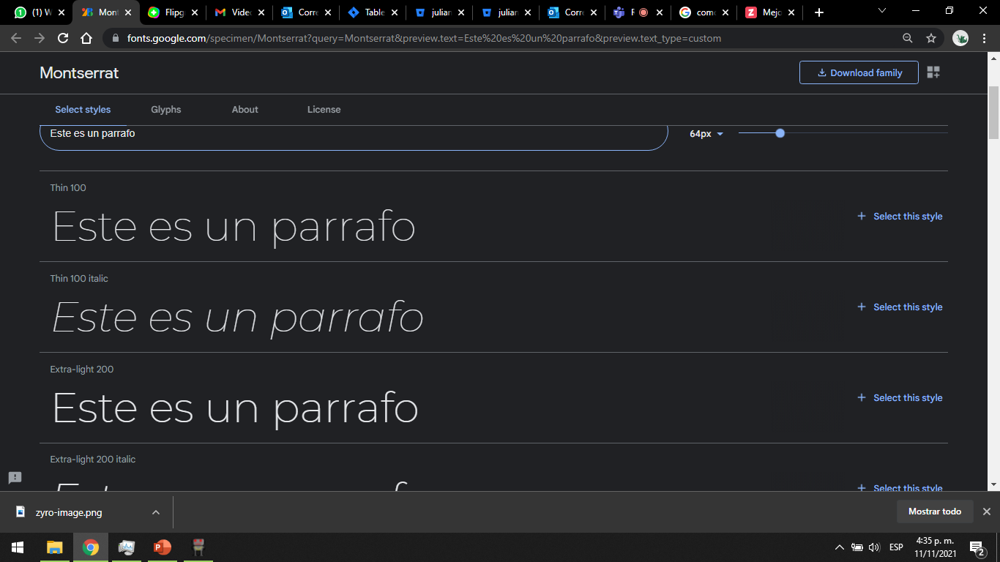 (1) W
Mont
Flipg
Vide
Corre
Table
julian
julian
Corre
com
Mejo
fonts.google.com/specimen/Montserrat?query=Montserrat&preview.text=Este%20es%20un%20parrafo&preview.text_type=custom
Montserrat
Download family
Select styles Glyphs About License
Este es un parrafo
64px
Thin 100
Este es un parrafo
Select this style
Thin 100 italic
Este es un parrafo
Select this style
Extra-light 200
Este es un parrafo
Select this style
Extra-light 200 italic
Select this style
zyro-image.png
Mostrar todo
ESP
4:35 p. m.
11/11/2021
2